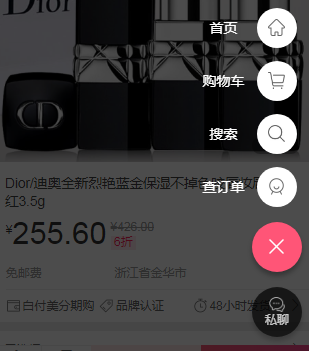 Dior
首页
购物车
搜索
查订单
CD
Dior/迪奥全新烈艳蓝金保湿不掉色
红3.5g
¥255.60
¥426.00
6折
免邮费 浙江省金华市
白付美分期购 品牌认证 48小时发货
私聊